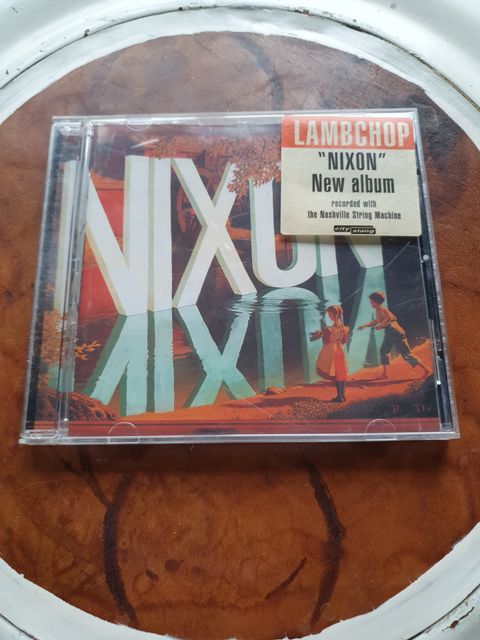 LAMBCHOP
"NIXON"
New album
recorded with
the Nashville String Machine
city slang
NIXON
P. D.